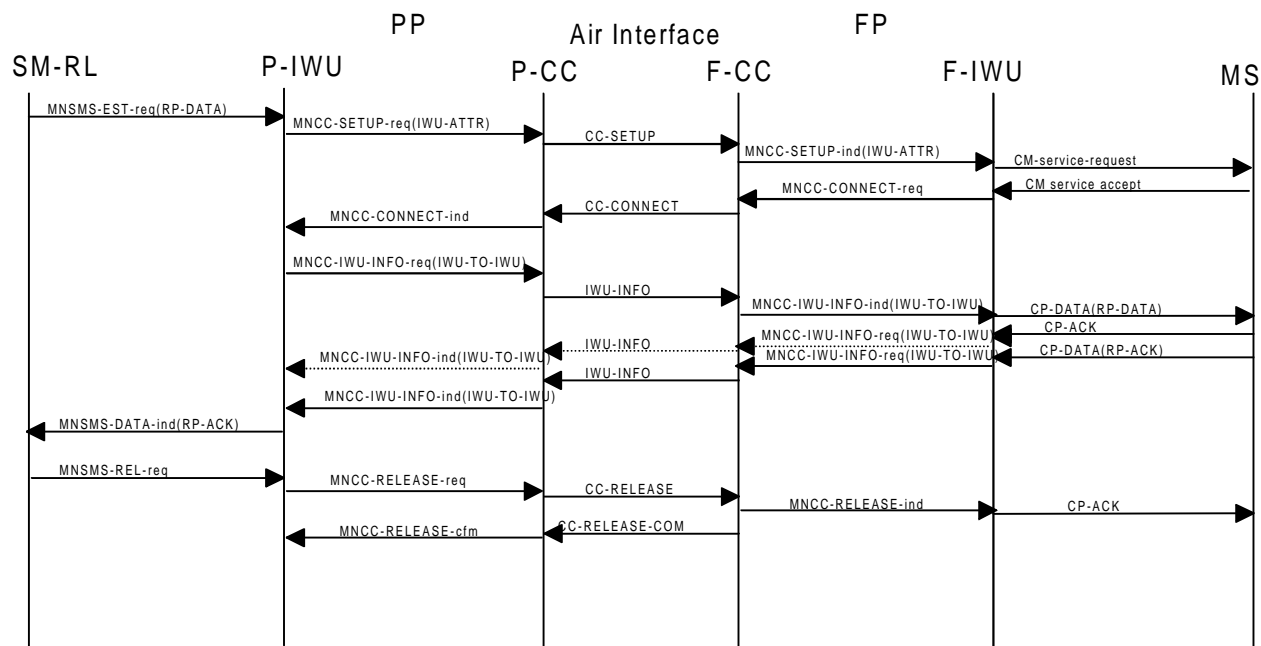 PP
Air Interface
FP
SM-RL
P-IWU
P-CC
F-CC
F-IWU
MS
MNSMS-EST-req(RP-DATA)
MNCC-SETUP-req(IWU-ATTR)
CC-SETUP
MNCC-SETUP-ind(IWU-ATTR)
CM-service-request
CM service accept
MNCC-CONNECT-req
CC-CONNECT
MNCC-CONNECT-ind
MNCC-IWU-INFO-req(IWU-TO-IWU)
IWU-INFO
MNCC-IWU-INFO-ind(IWU-TO-IWU)
CP-DATA(RP-DATA)
CP-ACK
MNCC-IWU-INFO-req(IWU-TO-IWU)
IWU-INFO
MNCC-IWU-INFO-ind(IWU-TO-IWU)
CP-DATA(RP-ACK)
MNCC-IWU-INFO-req(IWU-TO-IWU)
IWU-INFO
MNCC-IWU-INFO-ind(IWU-TO-IWU)
MNSMS-DATA-ind(RP-ACK)
MNSMS-REL-req
MNCC-RELEASE-req
CC-RELEASE
MNCC-RELEASE-ind
CP-ACK
CC-RELEASE-COM
MNCC-RELEASE-cfm